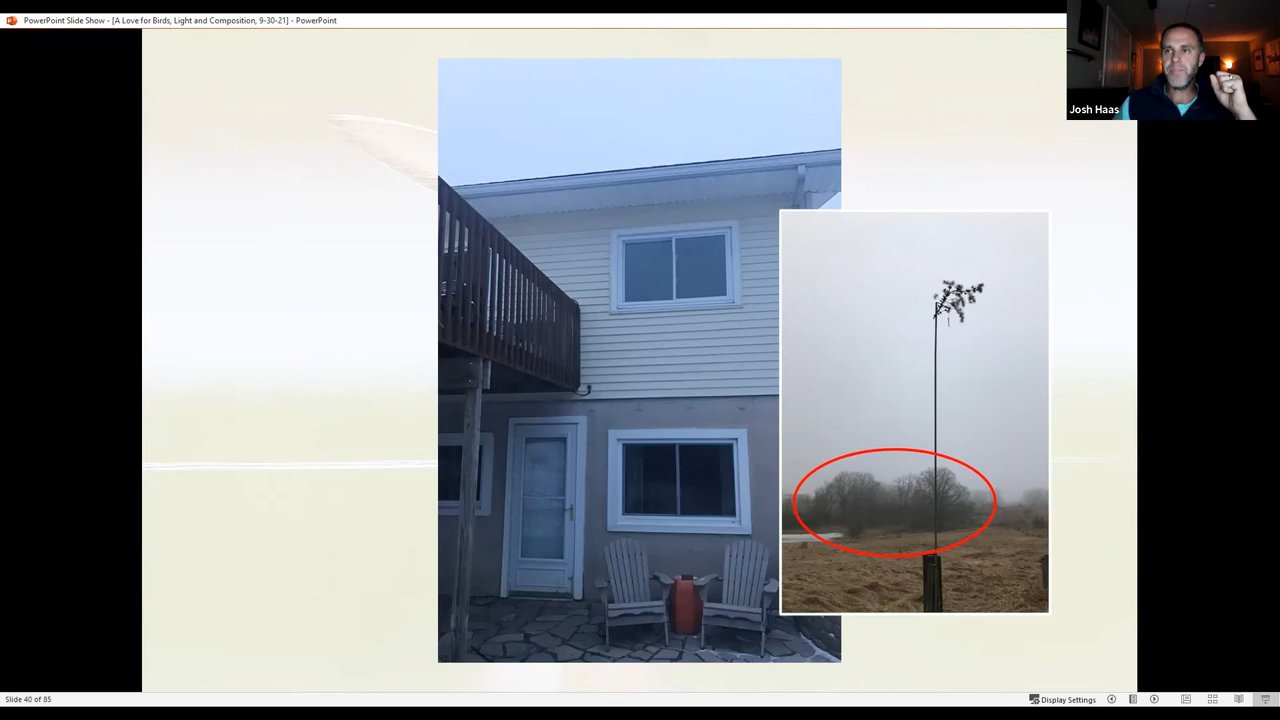 PowerPoint Slide Show - [A Love for Birds, Light and Composition, 9-30-21] - PowerPoint
Josh Haas
Slide 40 of 85
Display Settings